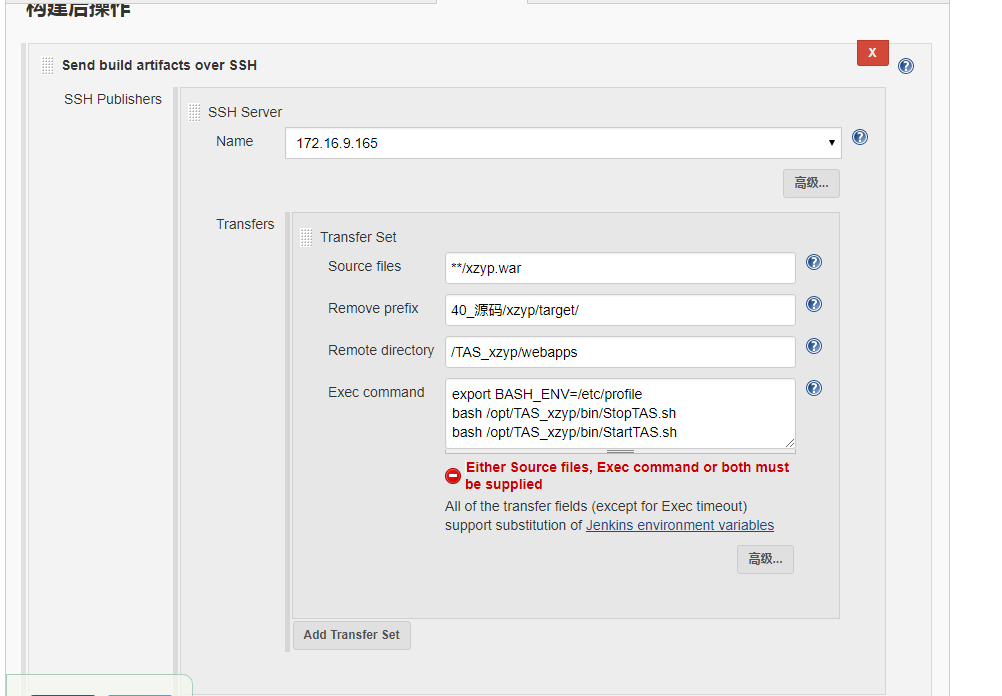 构建后操作
Send build artifacts over SSH
X
SSH Publishers
SSH Server
Name
172.16.9.165
高级...
Transfers
Transfer Set
Source files
**/xzyp.war
Remove prefix
40_源码/xzyp/target/
Remote directory
/TAS_xzyp/webapps
Exec command
export BASH_ENV=/etc/profile
bash /opt/TAS_xzyp/bin/StopTAS.sh
bash /opt/TAS_xzyp/bin/StartTAS.sh
Either Source files, Exec command or both must
be supplied
All of the transfer fields (except for Exec timeout)
support substitution of Jenkins environment variables
高级...
Add Transfer Set